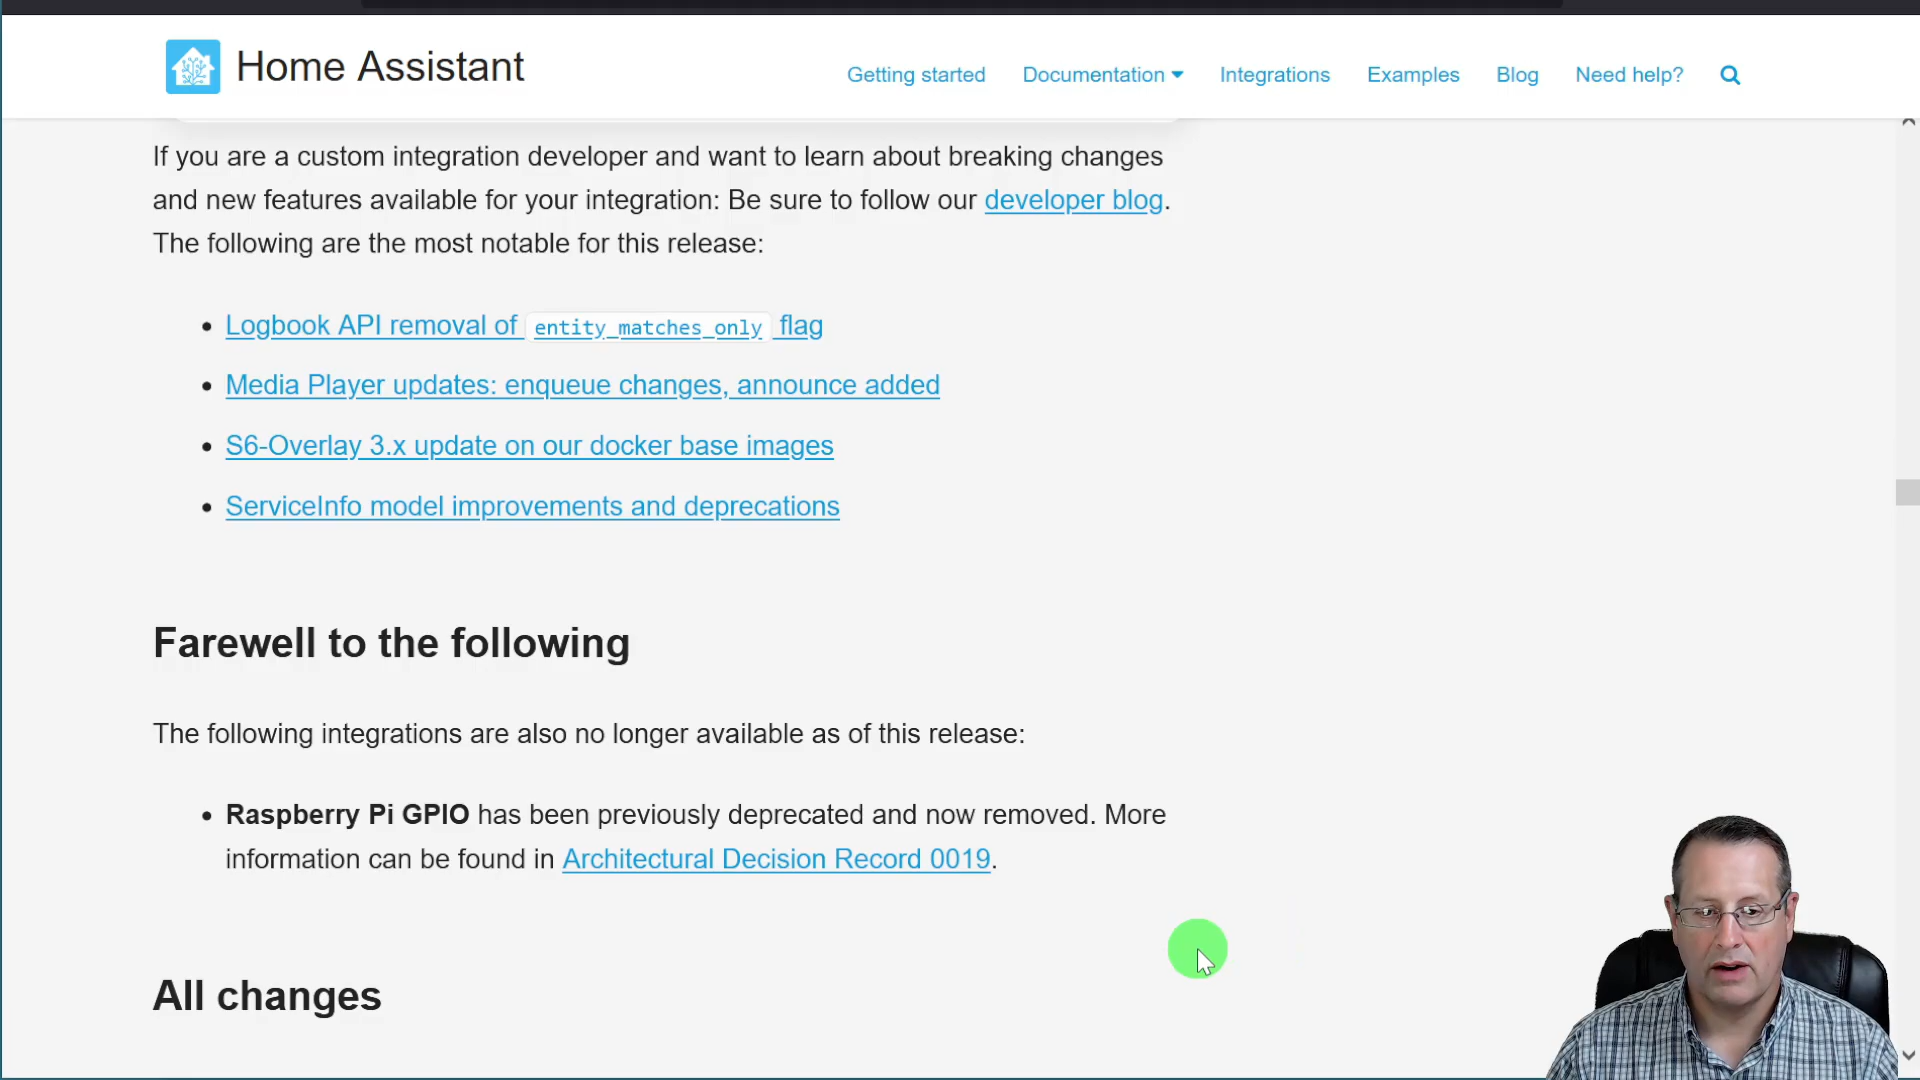 Home Assistant
Getting started Documentation Integrations Examples Blog Need help?
If you are a custom integration developer and want to learn about breaking changes
and new features available for your integration: Be sure to follow our developer blog.
The following are the most notable for this release:
Logbook API removal of entity_matches_only flag
Media Player updates: enqueue changes, announce added
S6-Overlay 3.x update on our docker base images
ServiceInfo model improvements and deprecations
Farewell to the following
The following integrations are also no longer available as of this release:
Raspberry Pi GPIO has been previously deprecated and now removed. More
information can be found in Architectural Decision Record 0019.
All changes